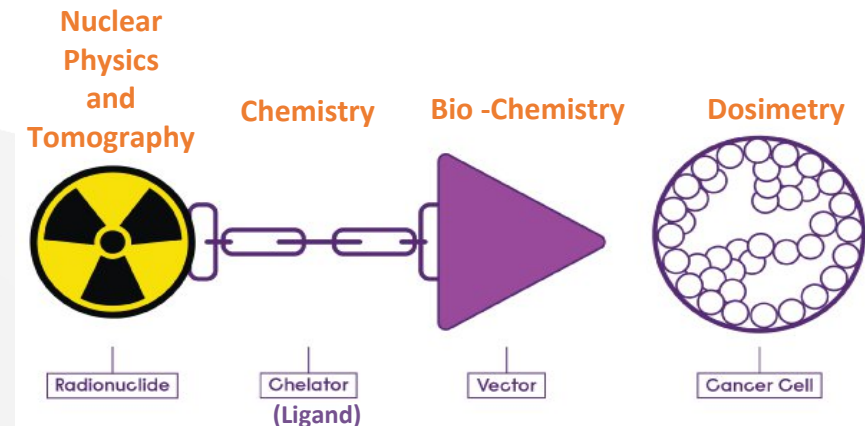 Nuclear
Physics
and
Tomography
Chemistry
Bio -Chemistry
Dosimetry
Radionuclide
Chelator
(Ligand)
Vector
Cancer Cell